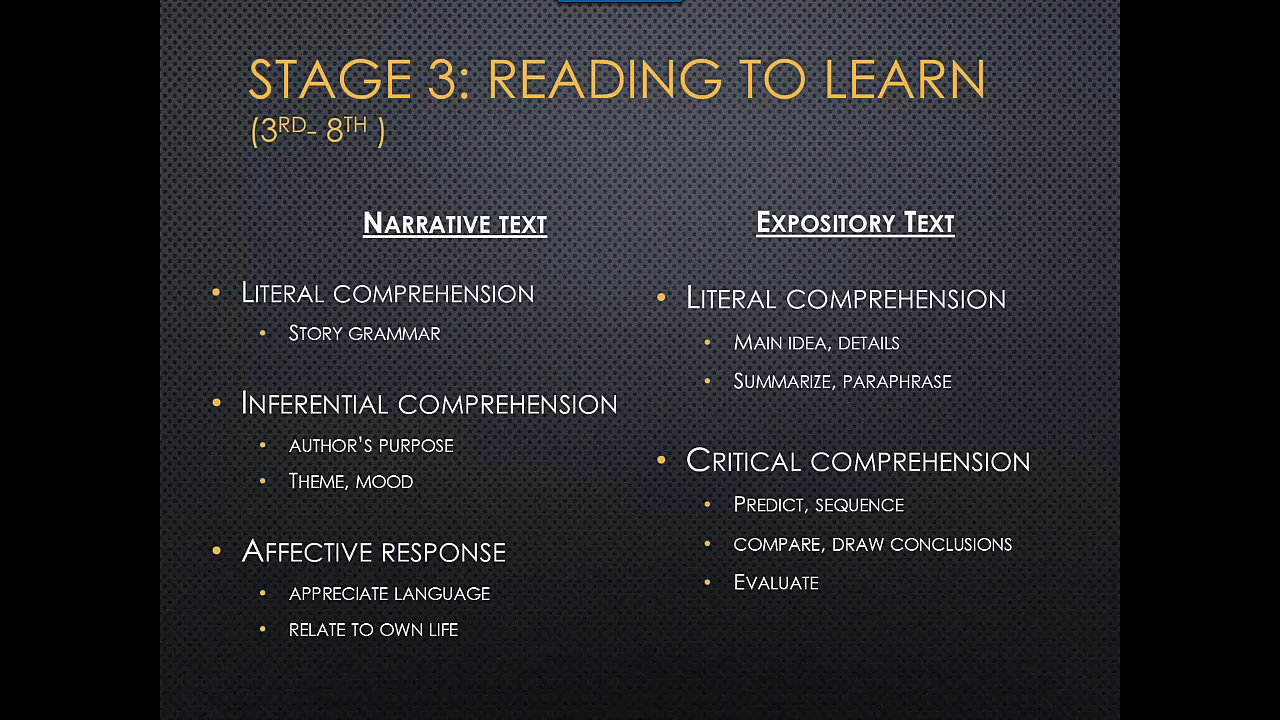 STAGE 3: READING TO LEARN
(3RD- 8TH )
NARRATIVE TEXT
• LITERAL COMPREHENSION
• STORY GRAMMAR
• INFERENTIAL COMPREHENSION
• AUTHOR'S PURPOSE
• THEME, MOOD
• AFFECTIVE RESPONSE
• APPRECIATE LANGUAGE
• RELATE TO OWN LIFE
EXPOSITORY TEXT
• LITERAL COMPREHENSION
• MAIN IDEA, DETAILS
• SUMMARIZE, PARAPHRASE
• CRITICAL COMPREHENSION
• PREDICT, SEQUENCE
• COMPARE, DRAW CONCLUSIONS
• EVALUATE